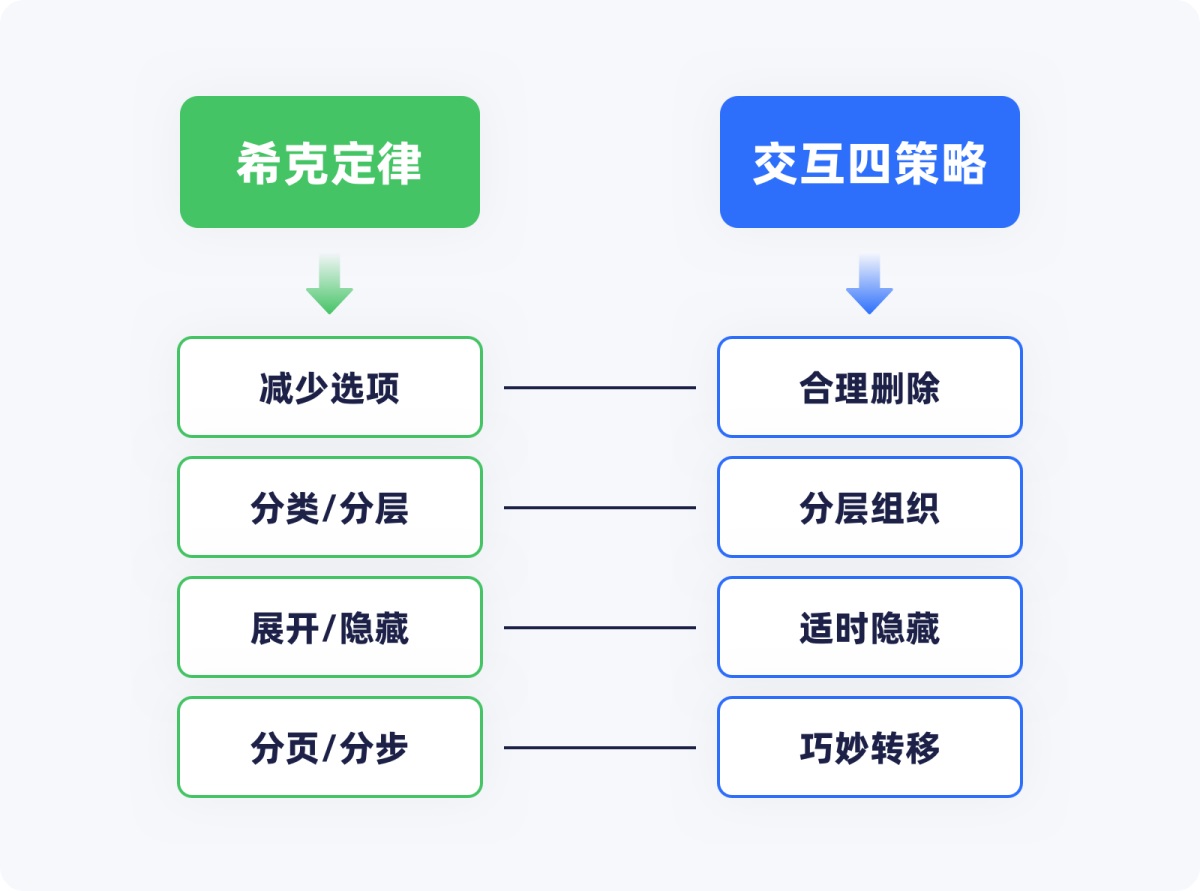 希克定律
交互四策略
减少选项
合理删除
分类/分层
分层组织
展开/隐藏
适时隐藏
分页/分步
巧妙转移